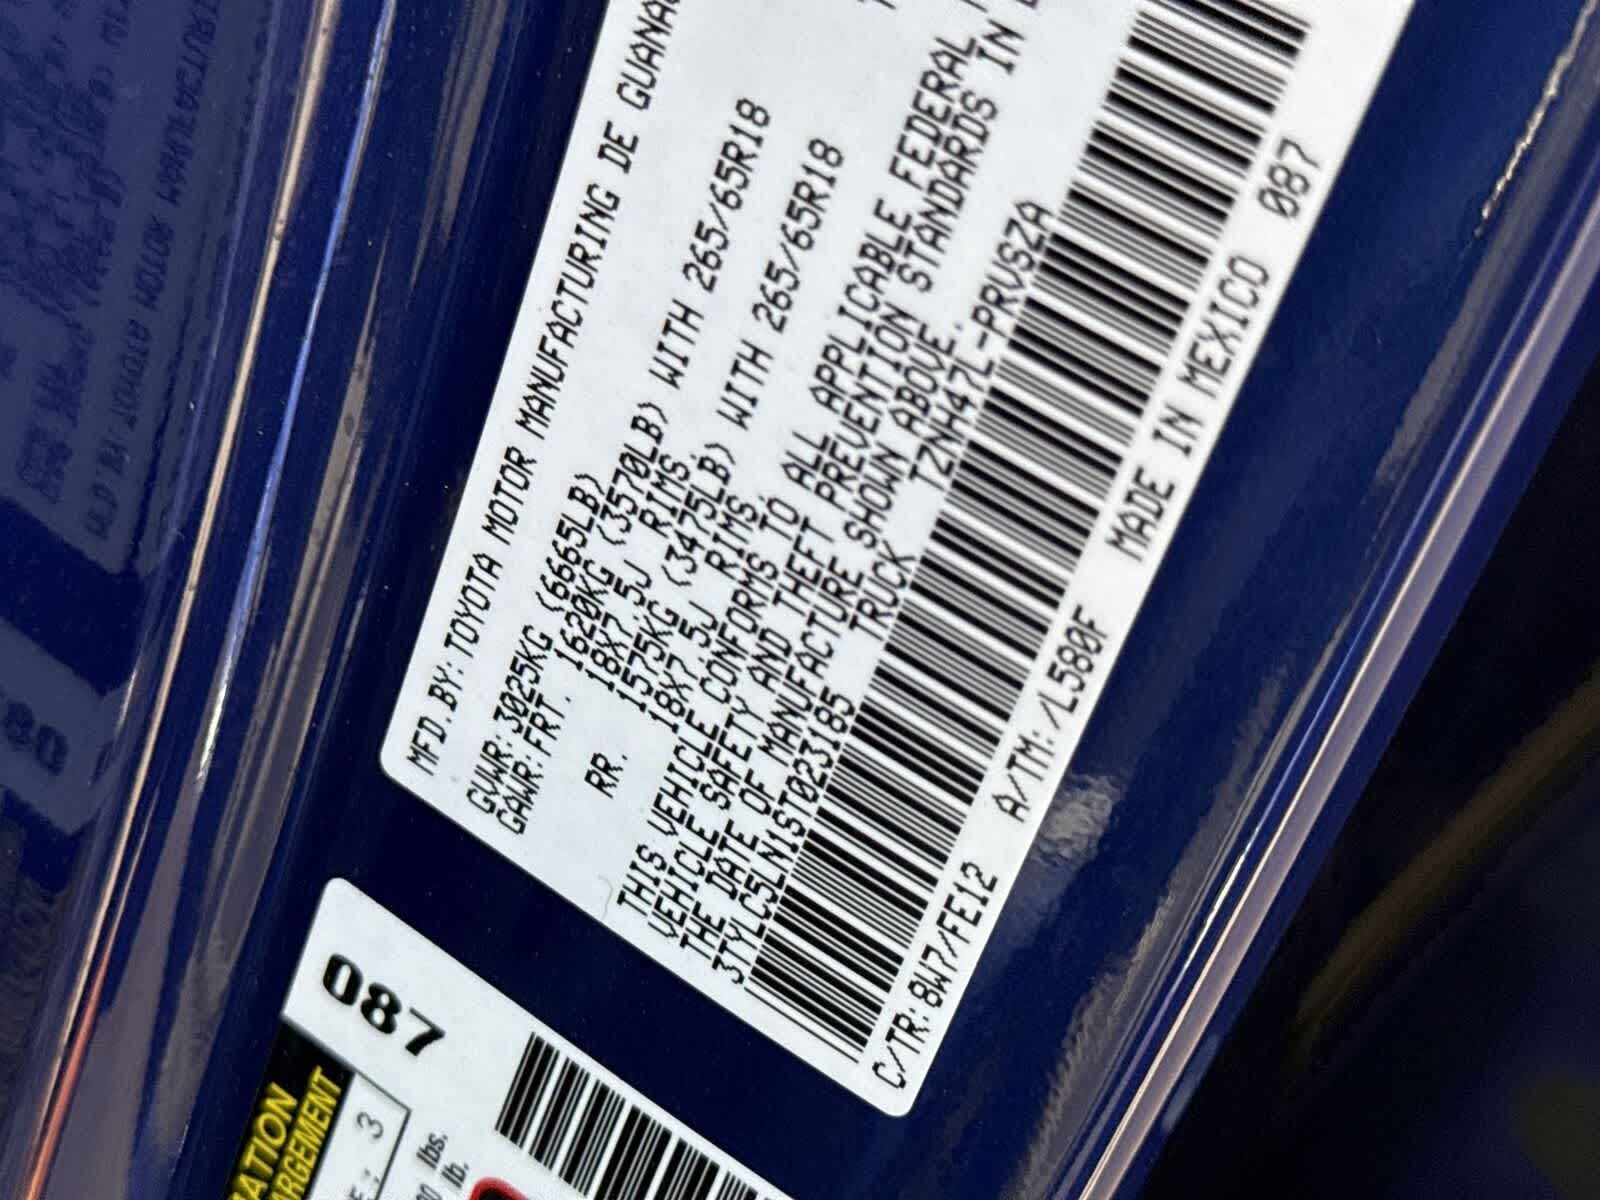 MFD. BY: TOYOTA MOTOR MANUFACTURING DE
GVWR: 3025KG (6665LB)
GAWR: FRT. 1620KG (3570LB) WITH 265/65R18
18X7.5J RIMS
RR. 1575KG (3475LB) WITH 265/65R18
18X7.5J RIMS
THIS VEHICLE CONFORMS TO ALL APPLICABLE FEDERAL
VEHICLE SAFETY AND THEFT PREVENTION STANDARDS IN
THE DATE OF MANUFACTURE SHOWN ABOVE.
3TYLC5LN1ST023185 TRUCK TZNH47L-PRVSZA
C/TR: 8W7/FE12 A/TM: /L580F MADE IN MEXICO 087
087
3
lbs.
lb.